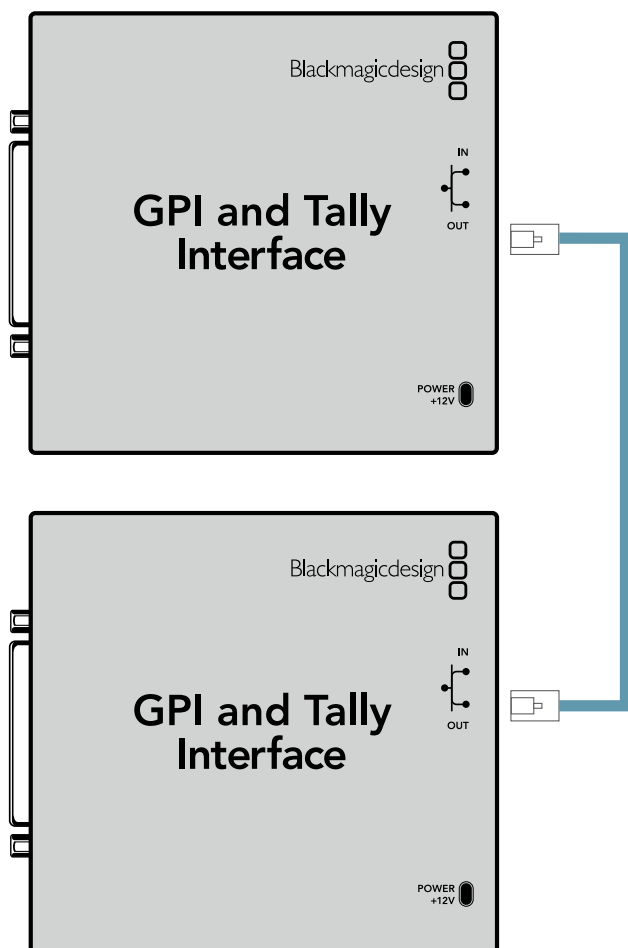 Blackmagicdesign
IN
OUT
GPI and Tally
Interface
POWER
+12V
Blackmagicdesign
IN
OUT
GPI and Tally
Interface
POWER
+12V